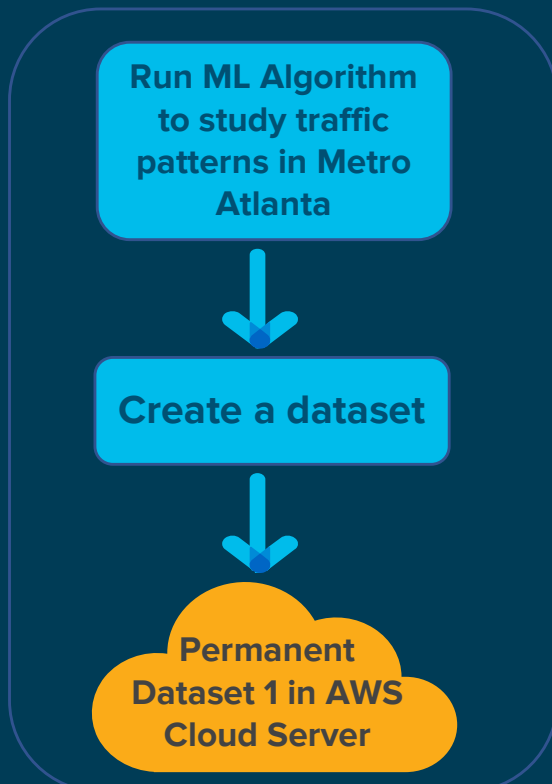 Run ML Algorithm
to study traffic
patterns in Metro
Atlanta
Create a dataset
Permanent
Dataset 1 in AWS
Cloud Server